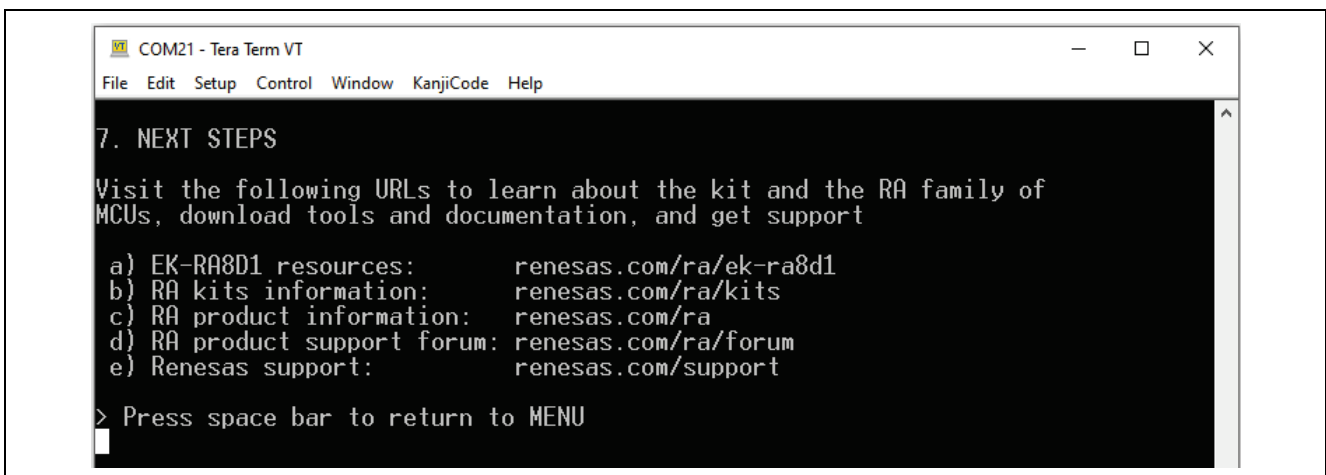 COM21 - Tera Term VT
File Edit Setup Control Window KanjiCode Help
7. NEXT STEPS
Visit the following URLs to learn about the kit and the RA family of
MCUs, download tools and documentation, and get support
a) EK-RA8D1 resources: renesas.com/ra/ek-ra8d1
b) RA kits information: renesas.com/ra/kits
c) RA product information: renesas.com/ra
d) RA product support forum: renesas.com/ra/forum
e) Renesas support: renesas.com/support
> Press space bar to return to MENU